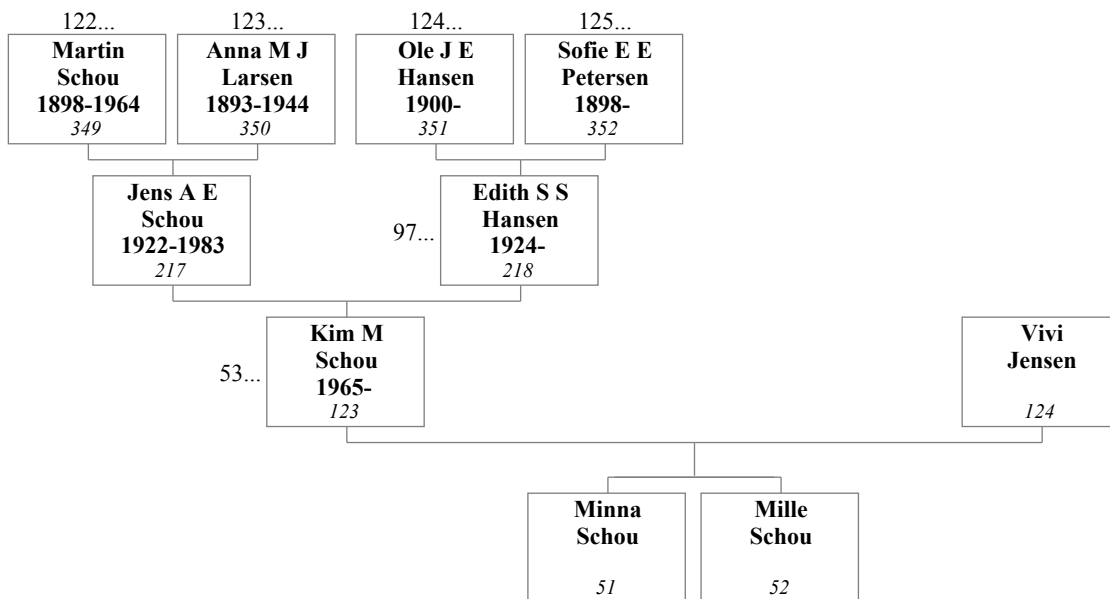 122...
123...
124...
125...
Martin
Schou
1898-1964
349
Anna M J
Larsen
1893-1944
350
Ole J E
Hansen
1900-
351
Sofie E E
Petersen
1898-
352
Jens A E
Schou
1922-1983
217
97...
Edith S S
Hansen
1924-
218
53...
Kim M
Schou
1965-
123
Vivi
Jensen
124
Minna
Schou
51
Mille
Schou
52